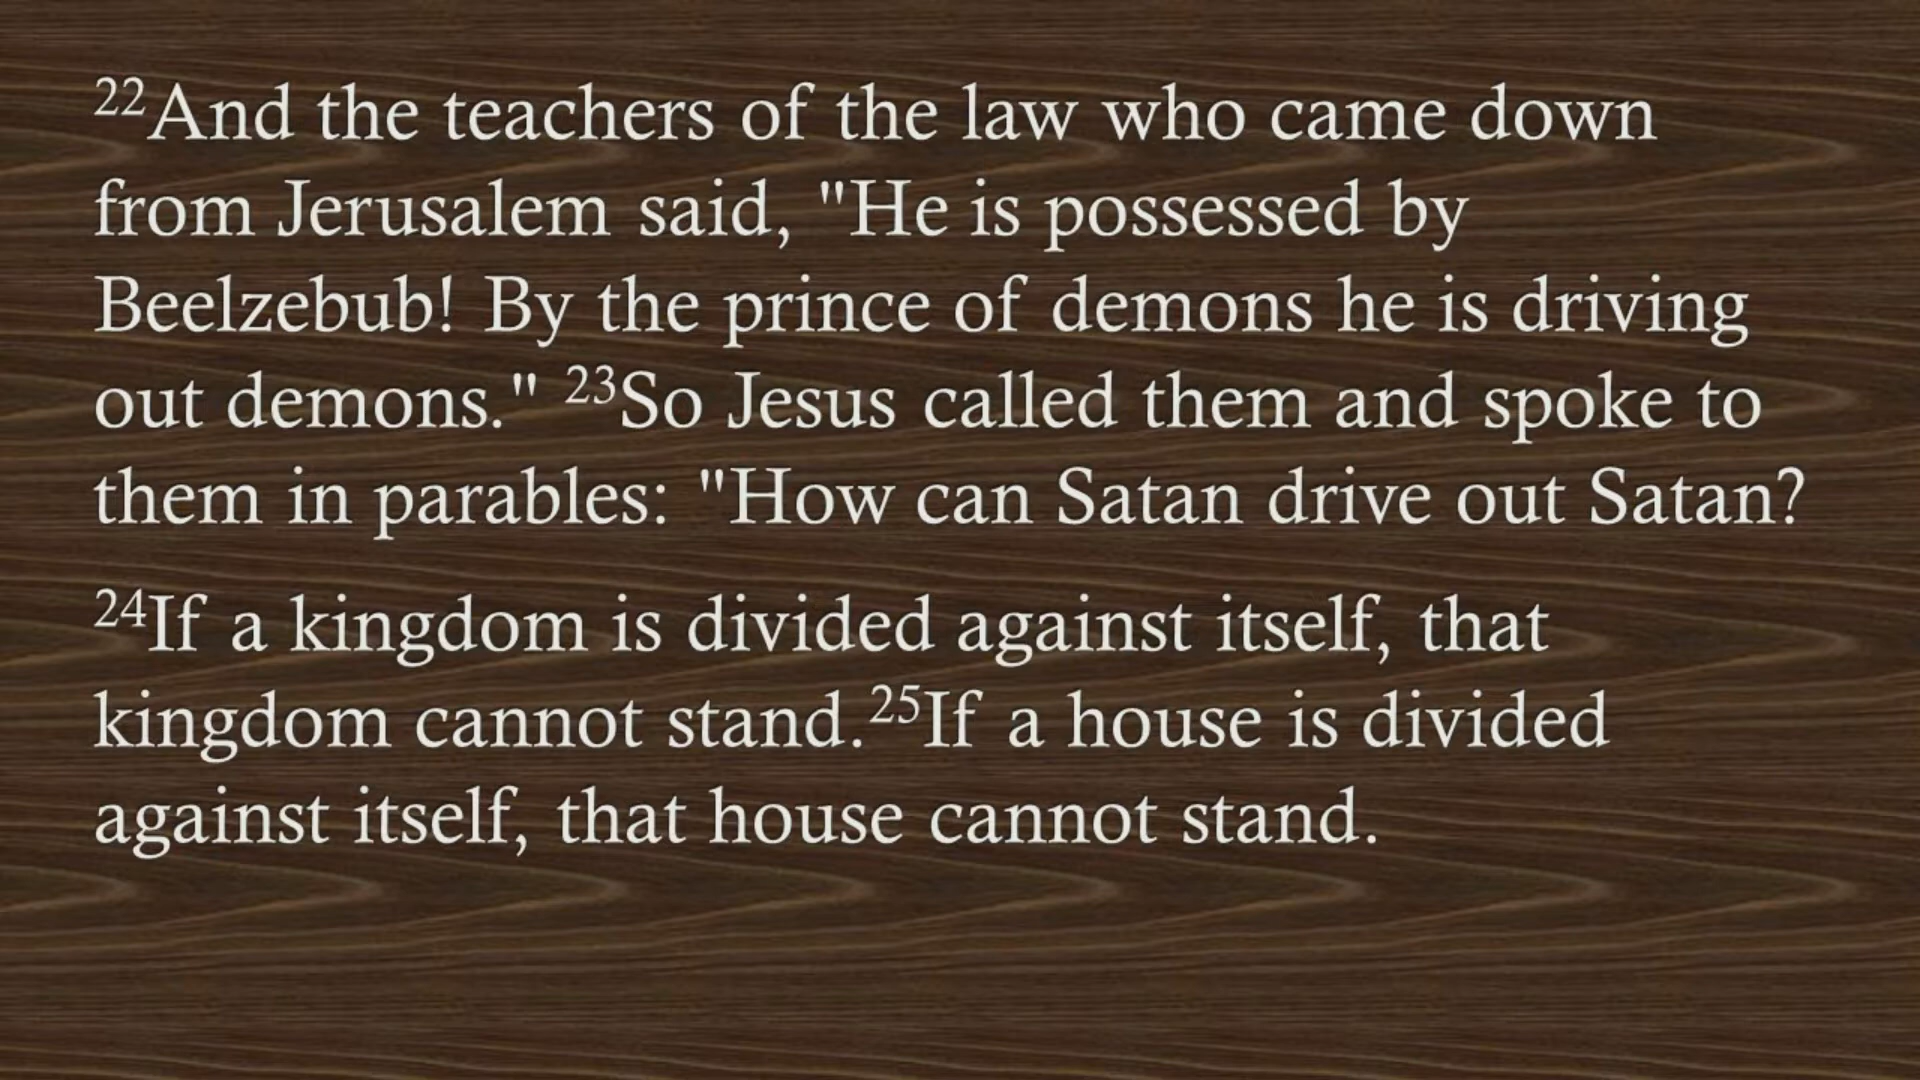 22And the teachers of the law who came down
from Jerusalem said, "He is possessed by
Beelzebub! By the prince of demons he is driving
out demons." 23So Jesus called them and spoke to
them in parables: "How can Satan drive out Satan?
24If a kingdom is divided against itself, that
kingdom cannot stand.25If a house is divided
against itself, that house cannot stand.